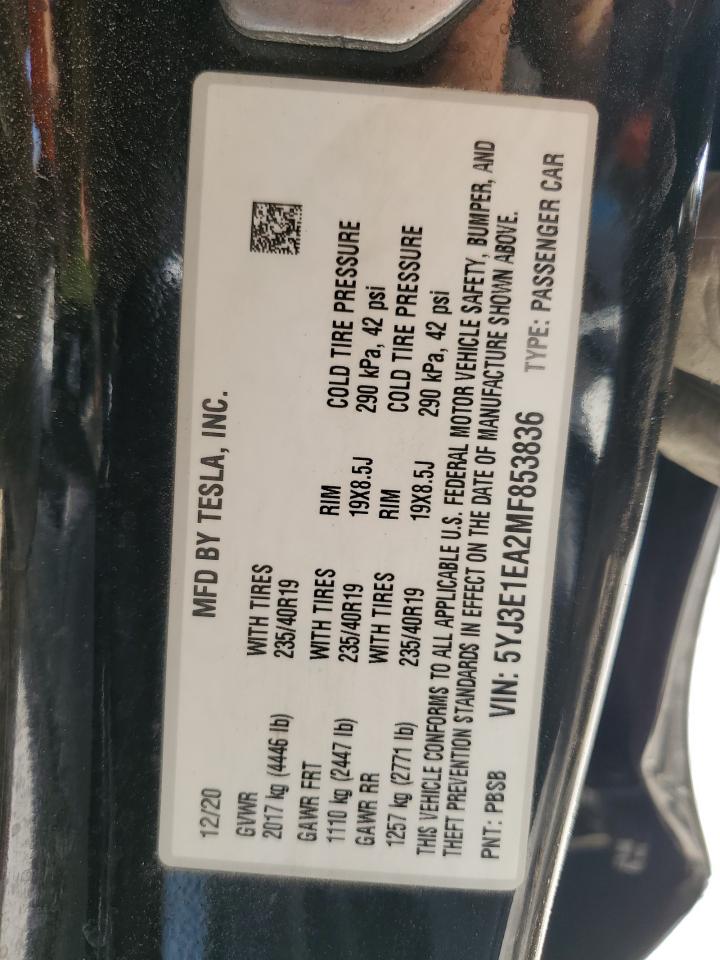 MFD BY TESLA, INC.
12/20
GVWR WITH TIRES
2017 kg (4446 lb) 235/40R19
GAWR FRT WITH TIRES RIM COLD TIRE PRESSURE
1110 kg (2447 lb) 235/40R19 19X8.5J 290 kPa, 42 psi
GAWR RR WITH TIRES RIM COLD TIRE PRESSURE
1257 kg (2771 lb) 235/40R19 19X8.5J 290 kPa, 42 psi
THIS VEHICLE CONFORMS TO ALL APPLICABLE U.S. FEDERAL MOTOR VEHICLE SAFETY, BUMPER, AND
THEFT PREVENTION STANDARDS IN EFFECT ON THE DATE OF MANUFACTURE SHOWN ABOVE.
PNT: PBSB VIN: 5YJ3E1EA2MF853836 TYPE: PASSENGER CAR